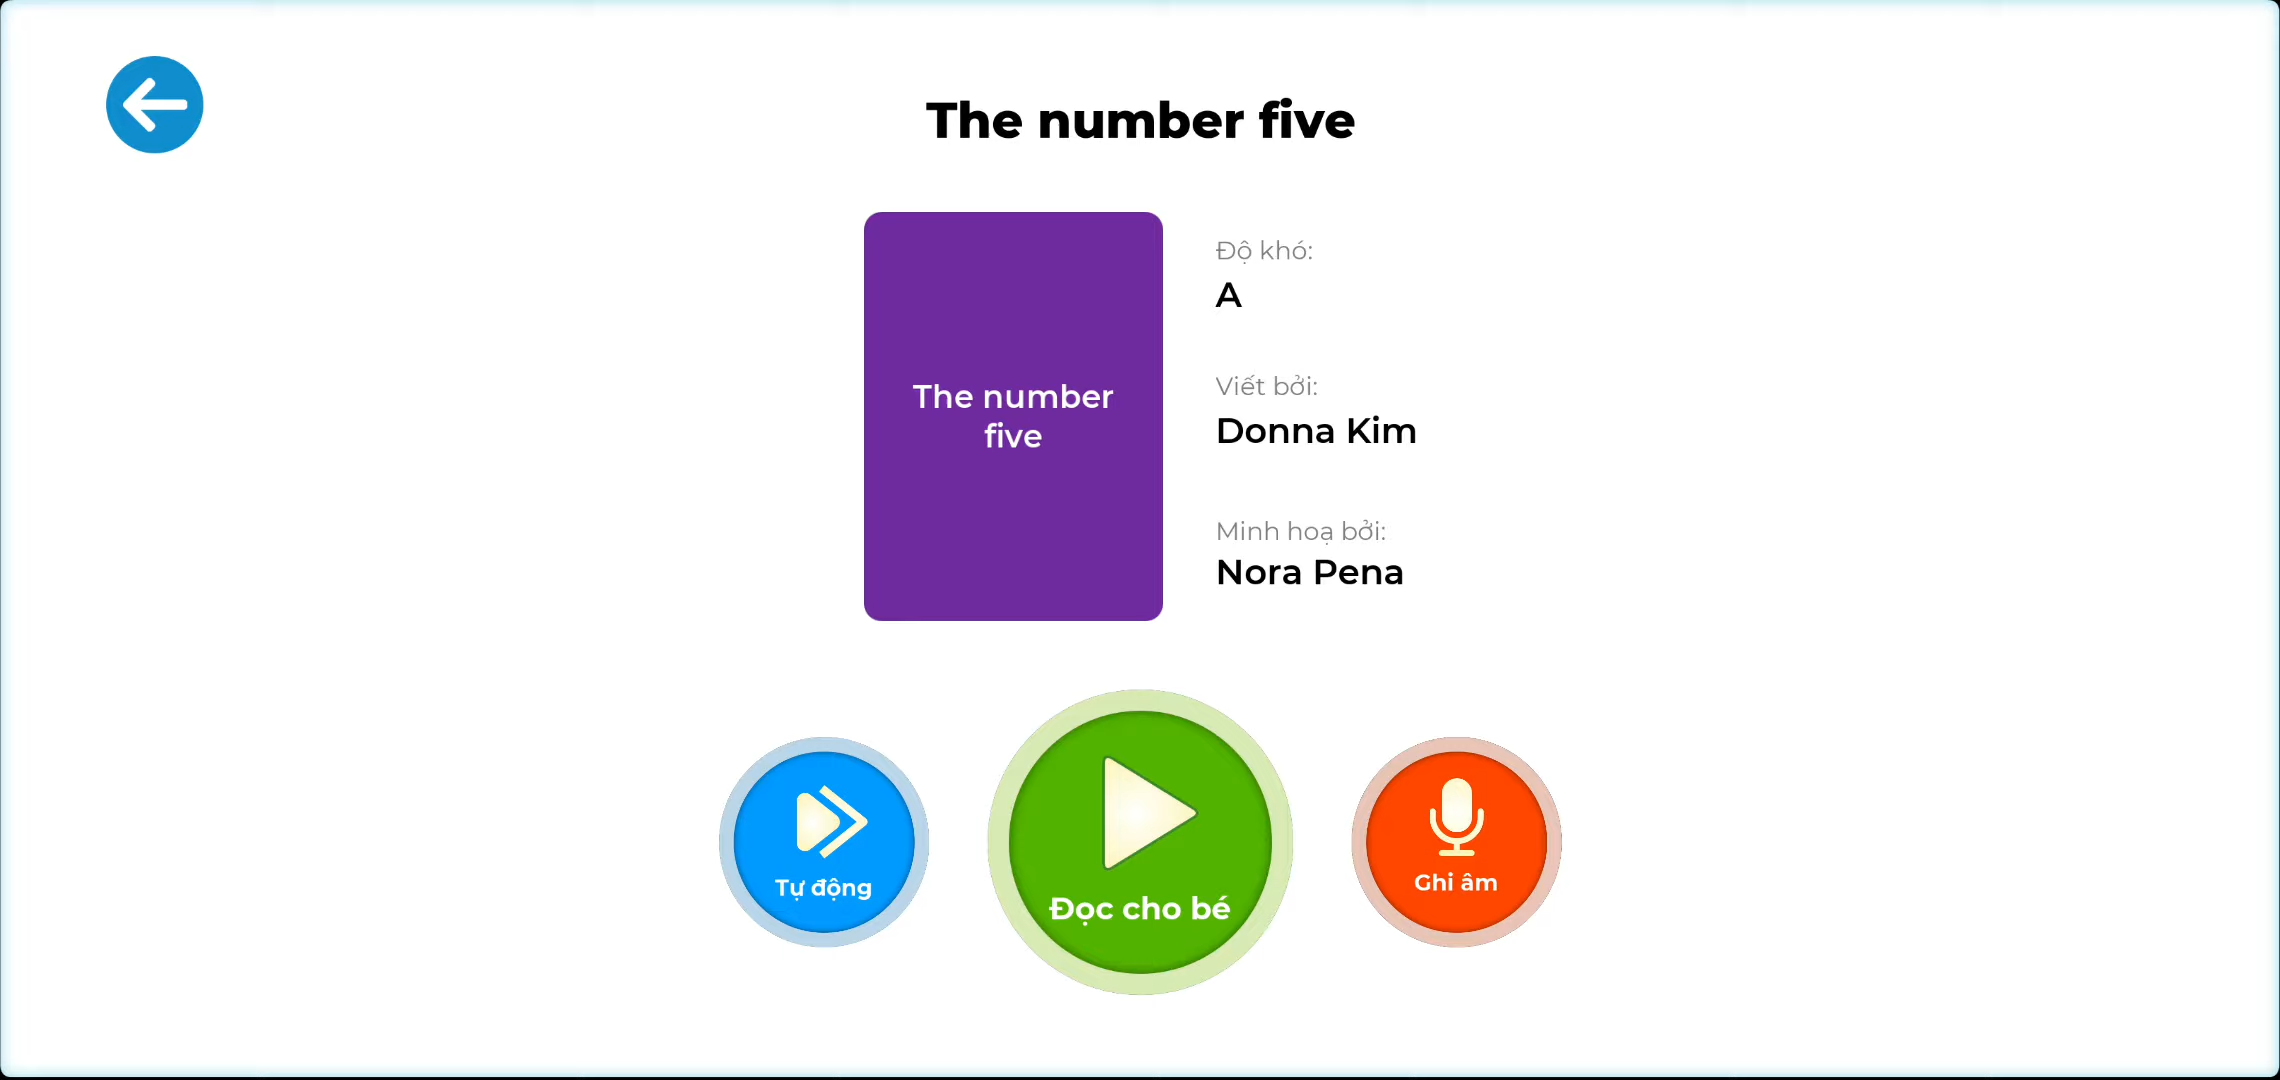 The number five
The number
five
Độ khó:
A
Viết bởi:
Donna Kim
Minh hoạ bởi:
Nora Pena
Tự động
Đọc cho bé
Ghi âm